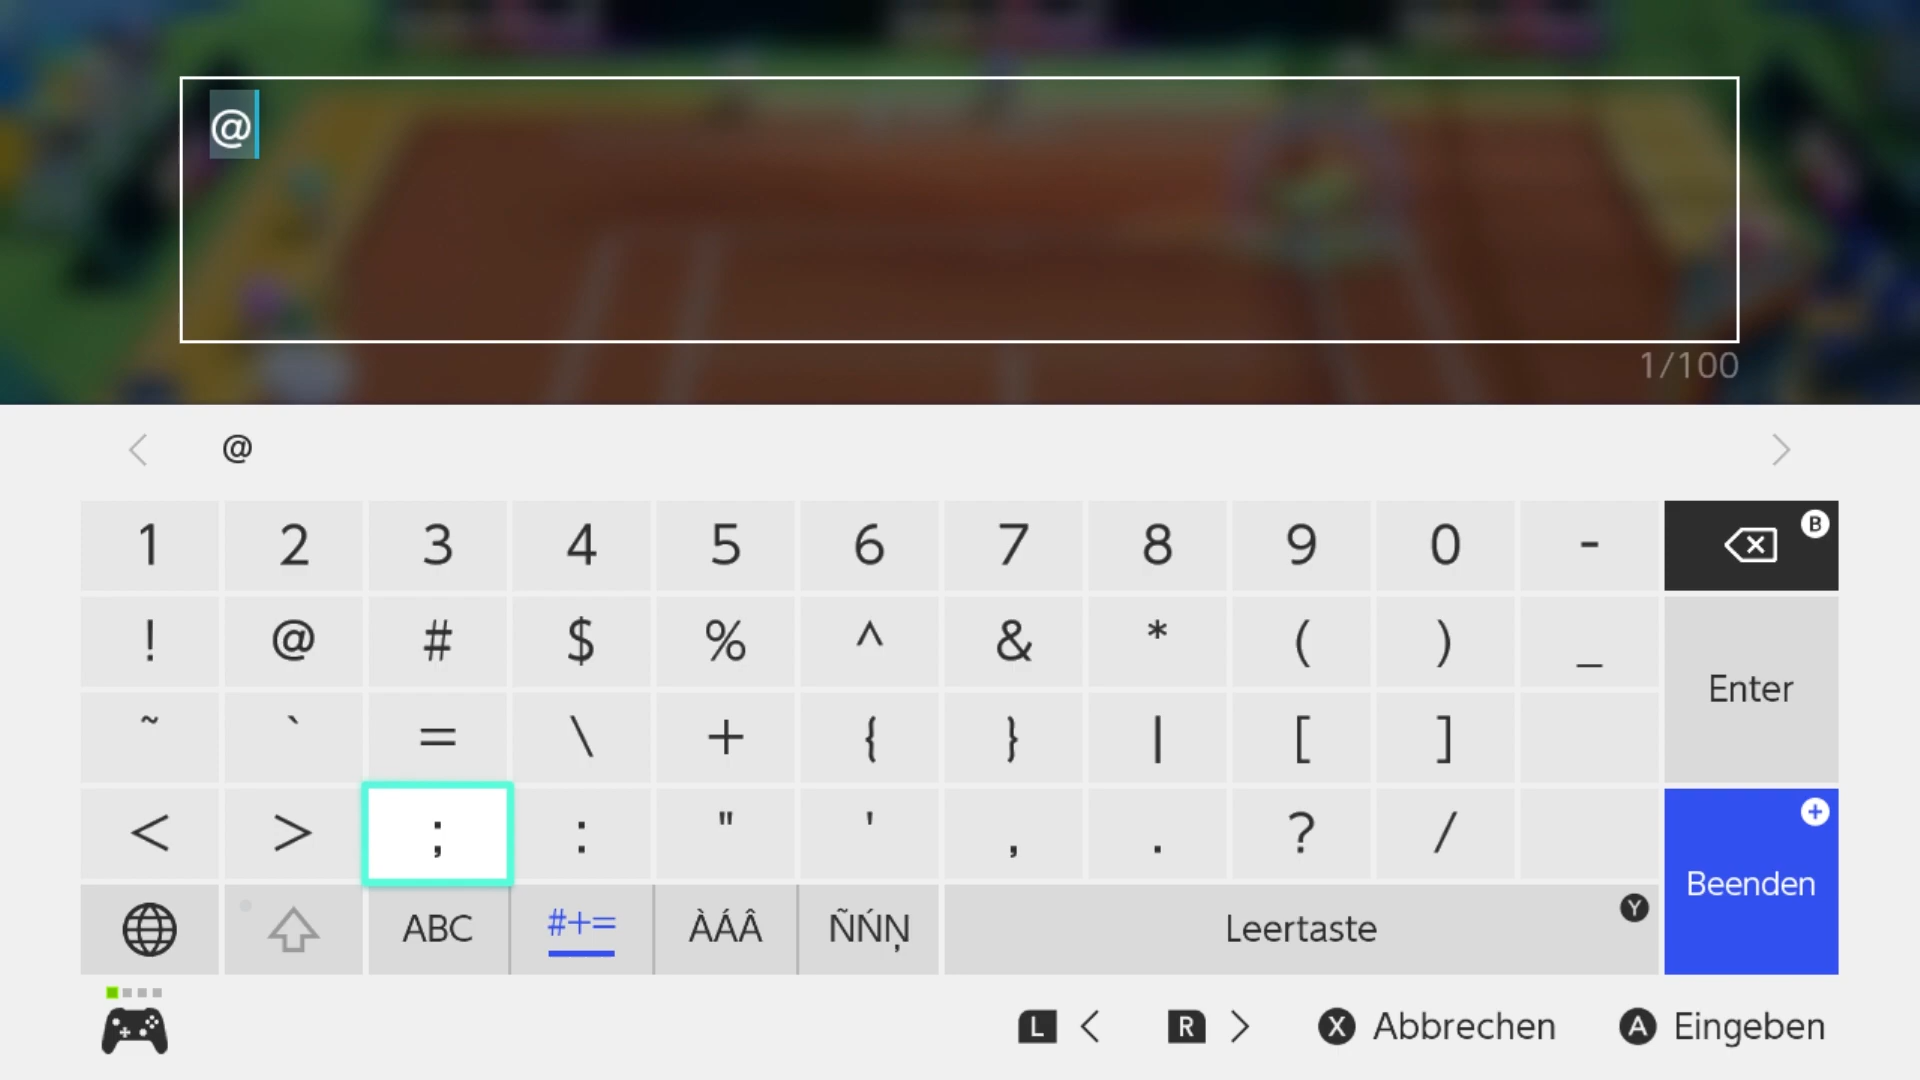 @
1/100
@
1 2 3 4 5 6 7 8 9 0 - B
! @ # $ % ^ & * ( ) _ Enter
~ ` = \ + { } | [ ]
< > ; : " ' , . ? / + Beenden
ABC #+= ÀÁÂ ÑŃŅ Leertaste Y
L < R > X Abbrechen A Eingeben